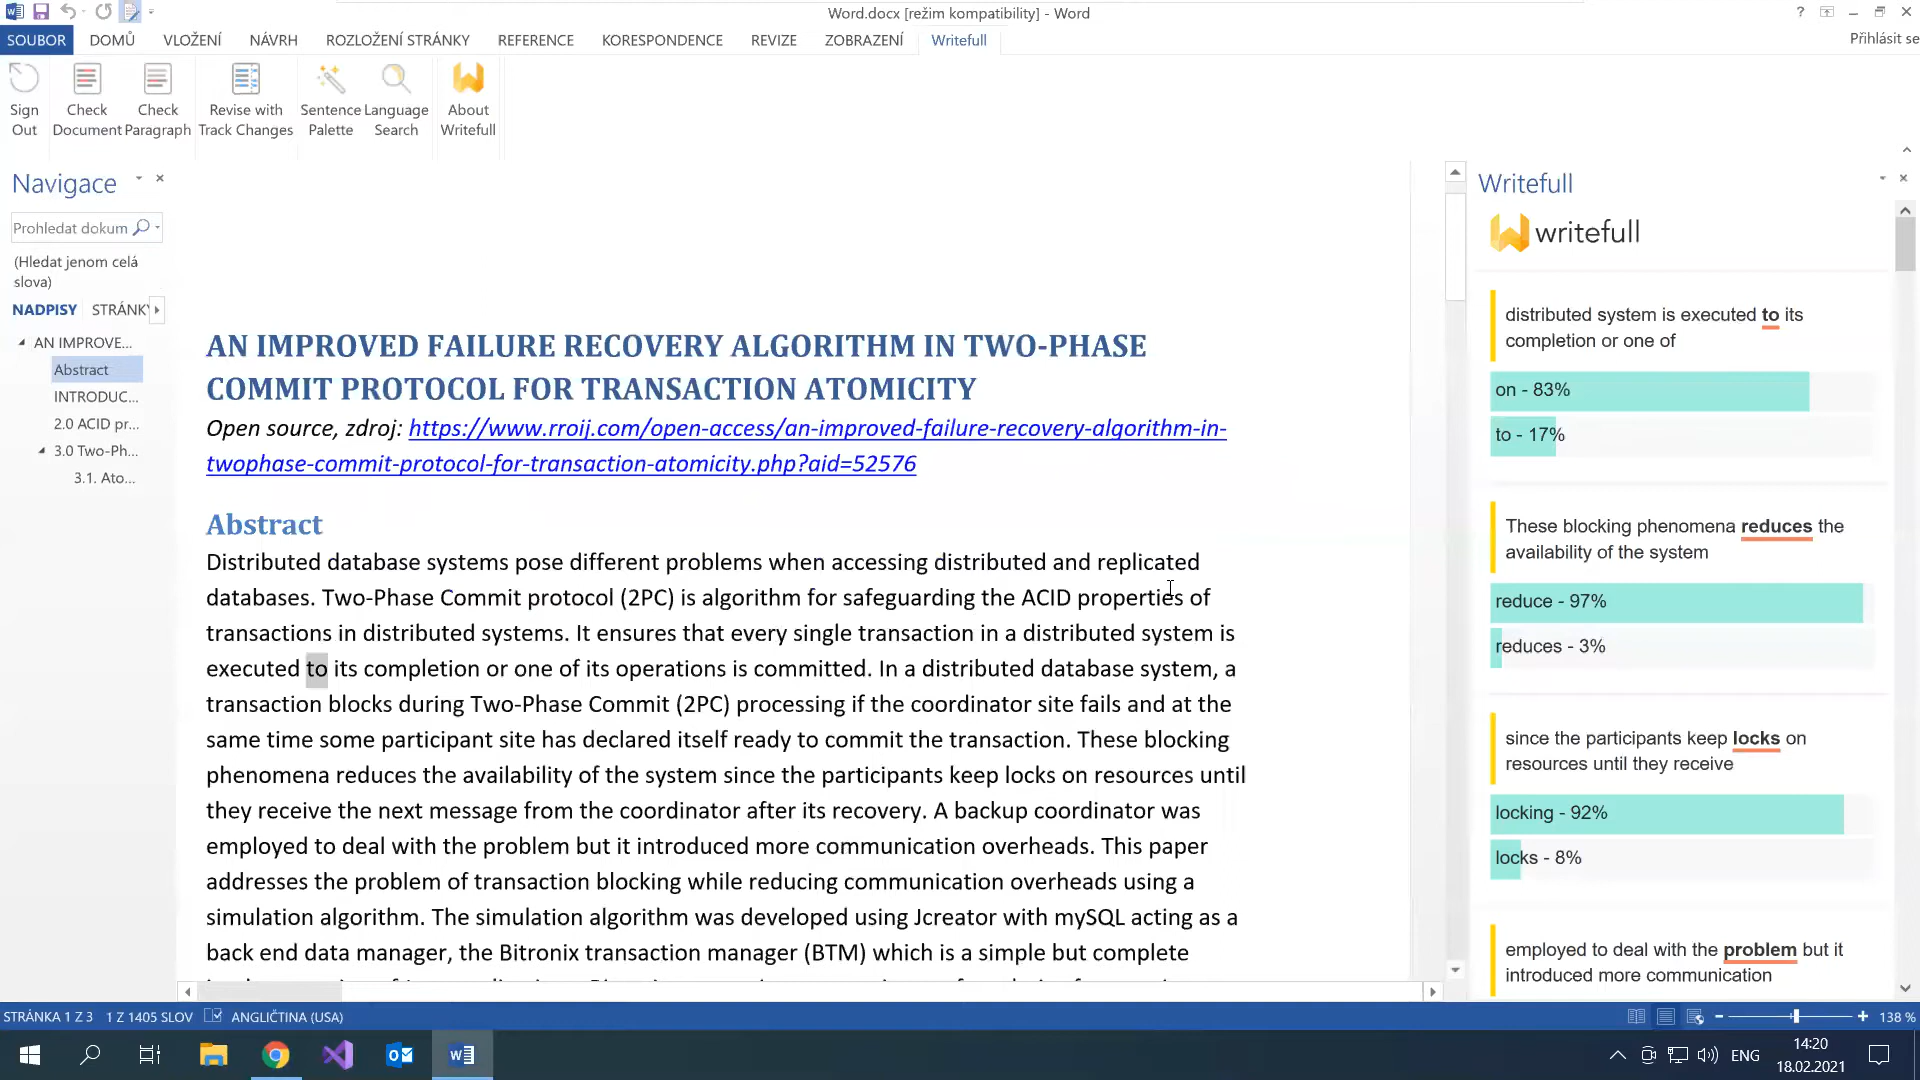 Word.docx [režim kompatibility] - Word
SOUBOR DOMŮ VLOŽENÍ NÁVRH ROZLOŽENÍ STRÁNKY REFERENCE KORESPONDENCE REVIZE ZOBRAZENÍ Writefull Přihlásit se
Sign Out
Check Document
Check Paragraph
Revise with Track Changes
Sentence Palette
Language Search
About Writefull
Navigace
Prohledat dokum
(Hledat jenom celá
slova)
NADPISY STRÁNKY
AN IMPROVE...
Abstract
INTRODUC...
2.0 ACID pr...
3.0 Two-Ph...
3.1. Ato...
AN IMPROVED FAILURE RECOVERY ALGORITHM IN TWO-PHASE
COMMIT PROTOCOL FOR TRANSACTION ATOMICITY
Open source, zdroj: https://www.rroij.com/open-access/an-improved-failure-recovery-algorithm-in-
twophase-commit-protocol-for-transaction-atomicity.php?aid=52576
Abstract
Distributed database systems pose different problems when accessing distributed and replicated
databases. Two-Phase Commit protocol (2PC) is algorithm for safeguarding the ACID properties of
transactions in distributed systems. It ensures that every single transaction in a distributed system is
executed to its completion or one of its operations is committed. In a distributed database system, a
transaction blocks during Two-Phase Commit (2PC) processing if the coordinator site fails and at the
same time some participant site has declared itself ready to commit the transaction. These blocking
phenomena reduces the availability of the system since the participants keep locks on resources until
they receive the next message from the coordinator after its recovery. A backup coordinator was
employed to deal with the problem but it introduced more communication overheads. This paper
addresses the problem of transaction blocking while reducing communication overheads using a
simulation algorithm. The simulation algorithm was developed using Jcreator with mySQL acting as a
back end data manager, the Bitronix transaction manager (BTM) which is a simple but complete
Writefull
writefull
distributed system is executed to its
completion or one of
on - 83%
to - 17%
These blocking phenomena reduces the
availability of the system
reduce - 97%
reduces - 3%
since the participants keep locks on
resources until they receive
locking - 92%
locks - 8%
employed to deal with the problem but it
introduced more communication
STRÁNKA 1 Z 3 1 Z 1405 SLOV ANGLIČTINA (USA) 138 %
ENG
14:20
18.02.2021